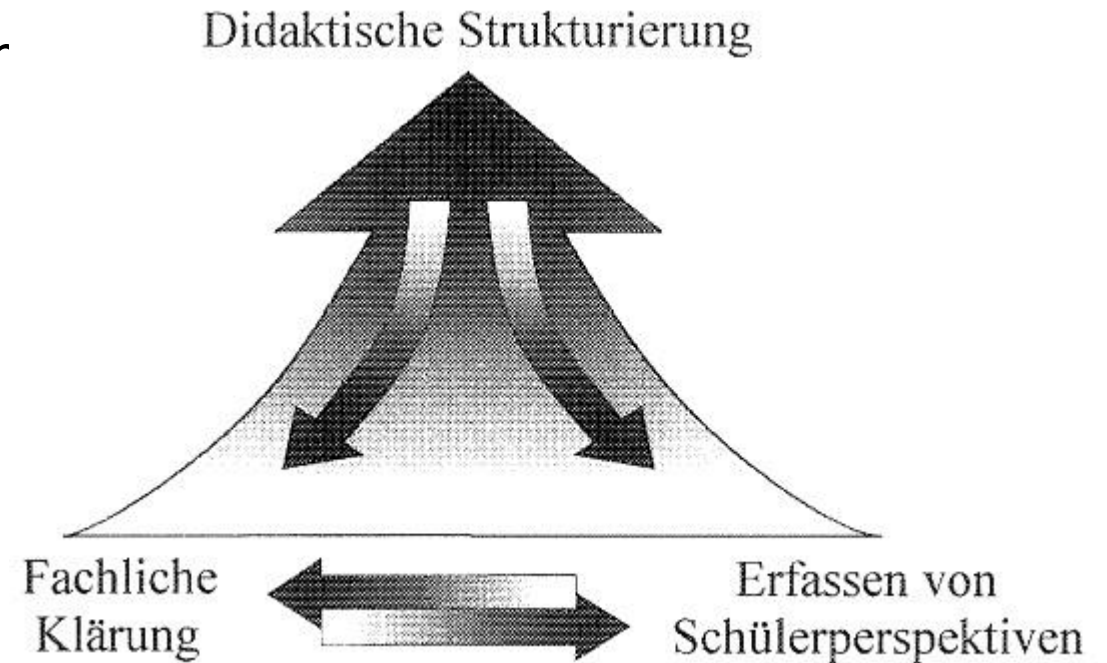 Didaktische Strukturierung
Fachliche
Klärung
Erfassen von
Schülerperspektiven